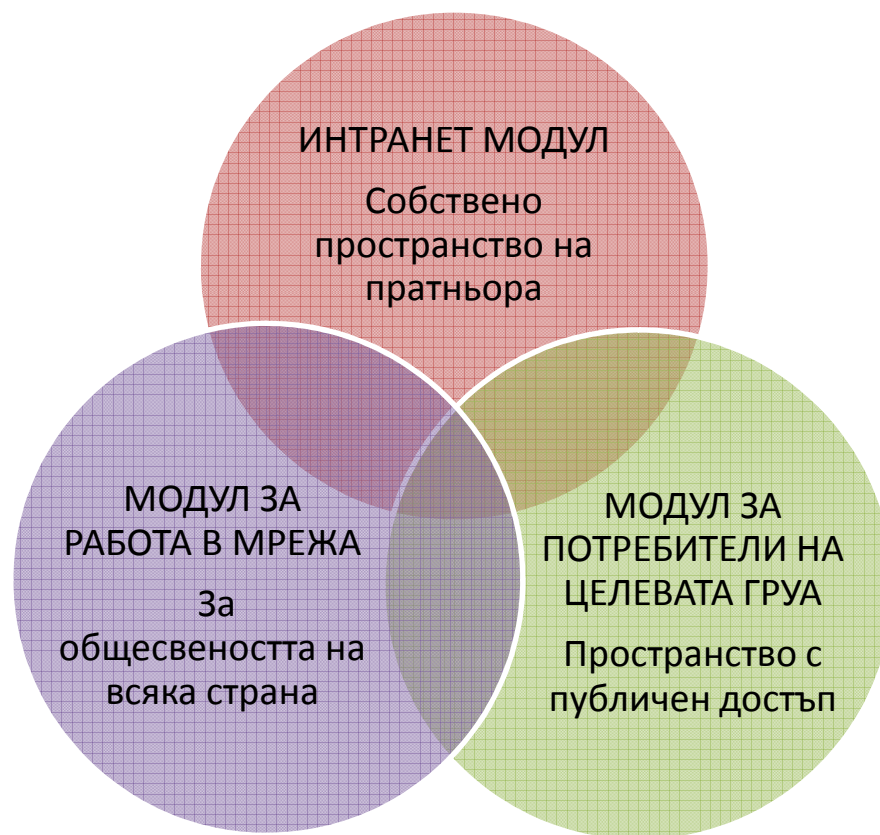 ИНТРАНЕТ МОДУЛ
Собствено
пространство на
пратньора
МОДУЛ ЗА
РАБОТА В МРЕЖА
За
общесвеността на
всяка страна
МОДУЛ ЗА
ПОТРЕБИТЕЛИ НА
ЦЕЛЕВАТА ГРУА
Пространство с
публичен достъп